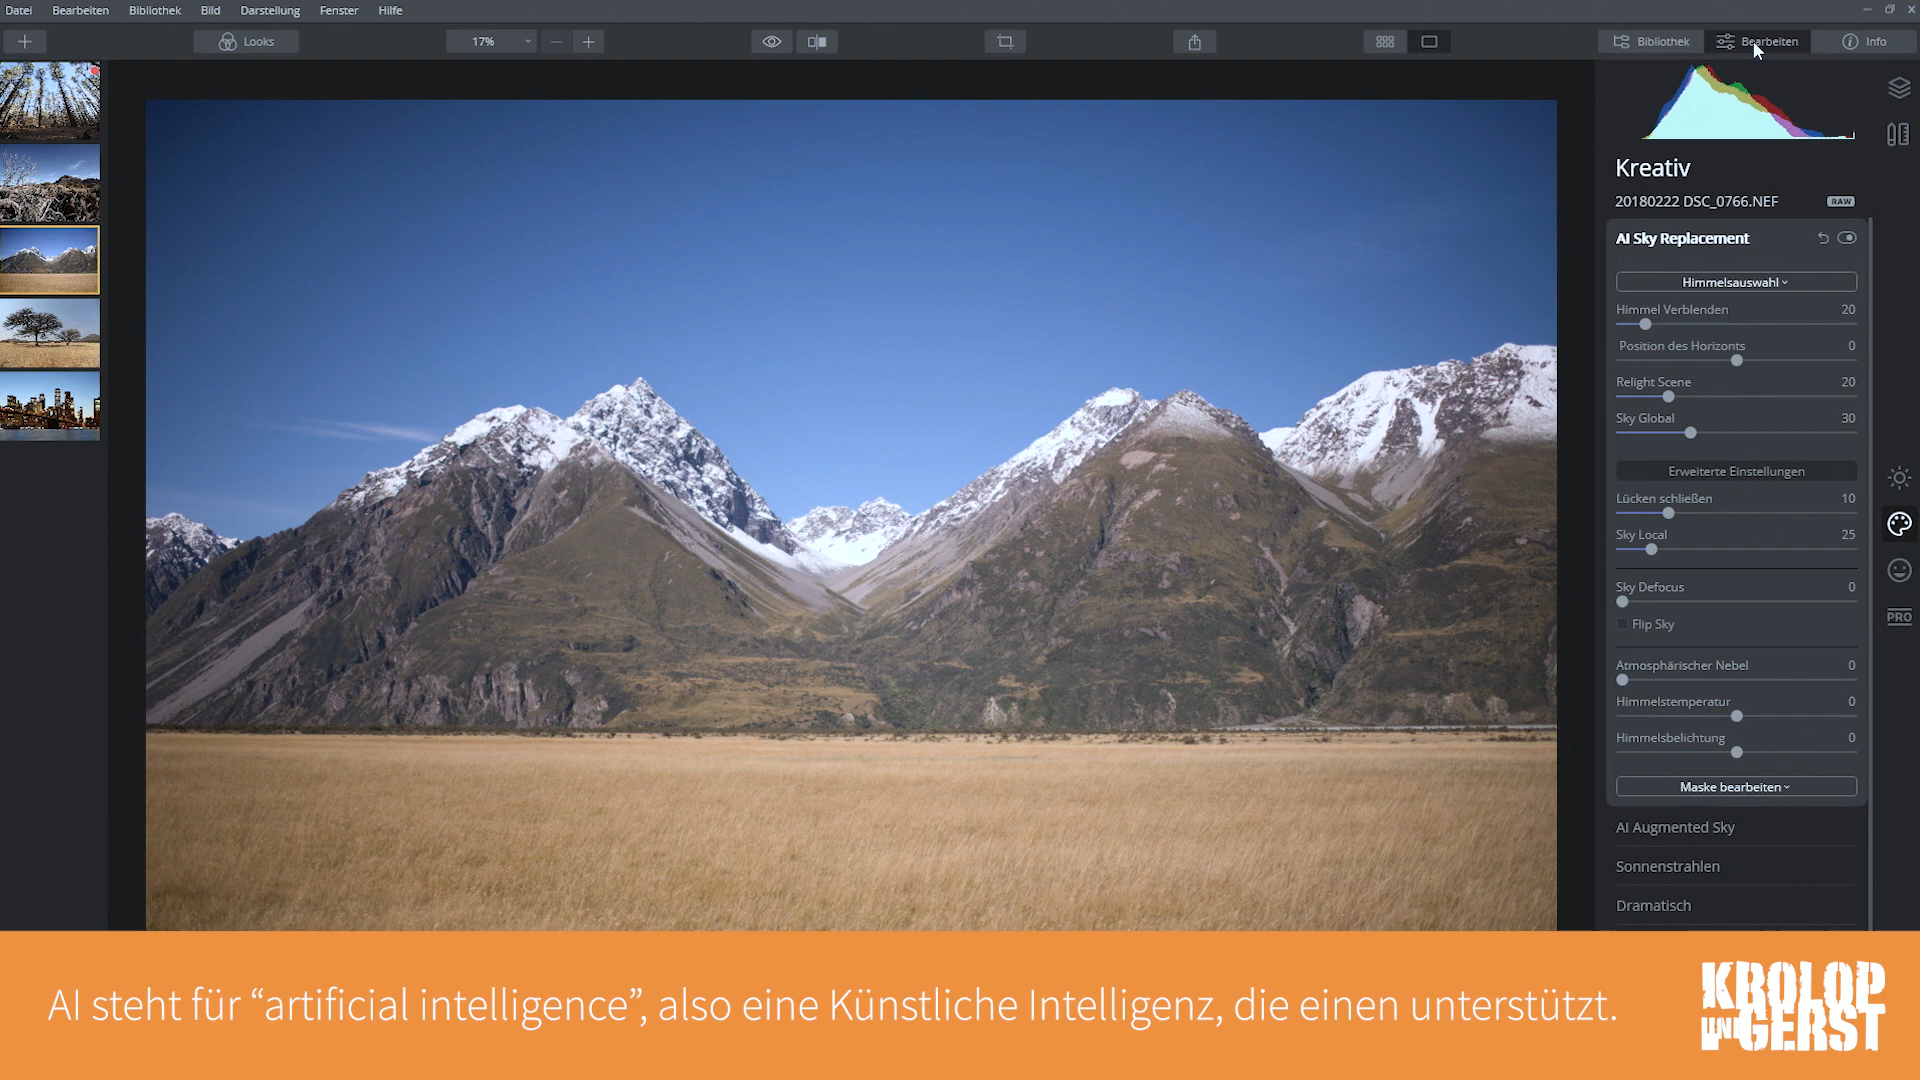 Datei Bearbeiten Bibliothek Bild Darstellung Fenster Hilfe
Looks 17% Bibliothek Bearbeiten Info
Kreativ
20180222 DSC_0766.NEF RAW
AI Sky Replacement
Himmelsauswahl
Himmel Verblenden 20
Position des Horizonts 0
Relight Scene 20
Sky Global 30
Erweiterte Einstellungen
Lücken schließen 10
Sky Local 25
Sky Defocus 0
Flip Sky
PRO
Atmosphärischer Nebel 0
Himmelstemperatur 0
Himmelsbelichtung 0
Maske bearbeiten
AI Augmented Sky
Sonnenstrahlen
Dramatisch
AI steht für “artificial intelligence”, also eine Künstliche Intelligenz, die einen unterstützt.
KROLOP
UND GERST